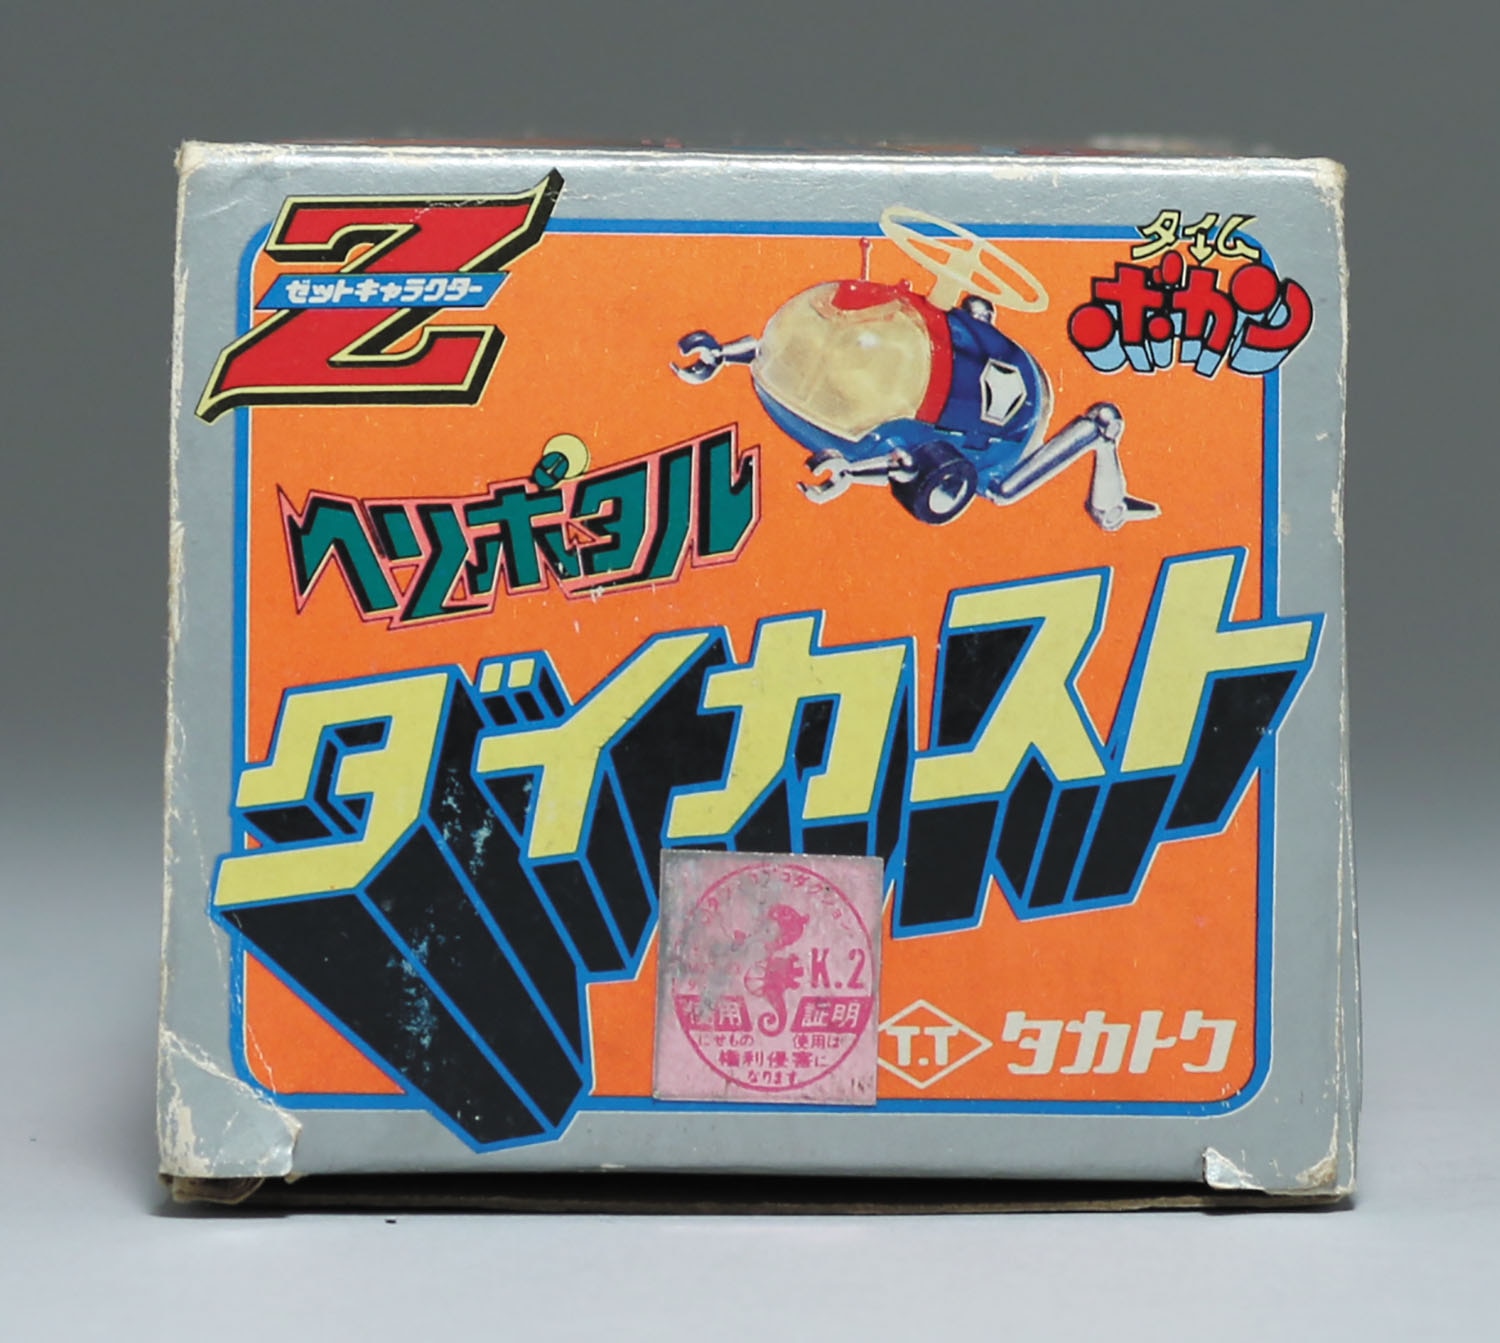 Z
ゼットキャラクター
タイム
ボカン
ヘリボタル
ダイカスト
K.2
使用 証明
にせもの 使用は
権利侵害に
なります
T.T タカトク